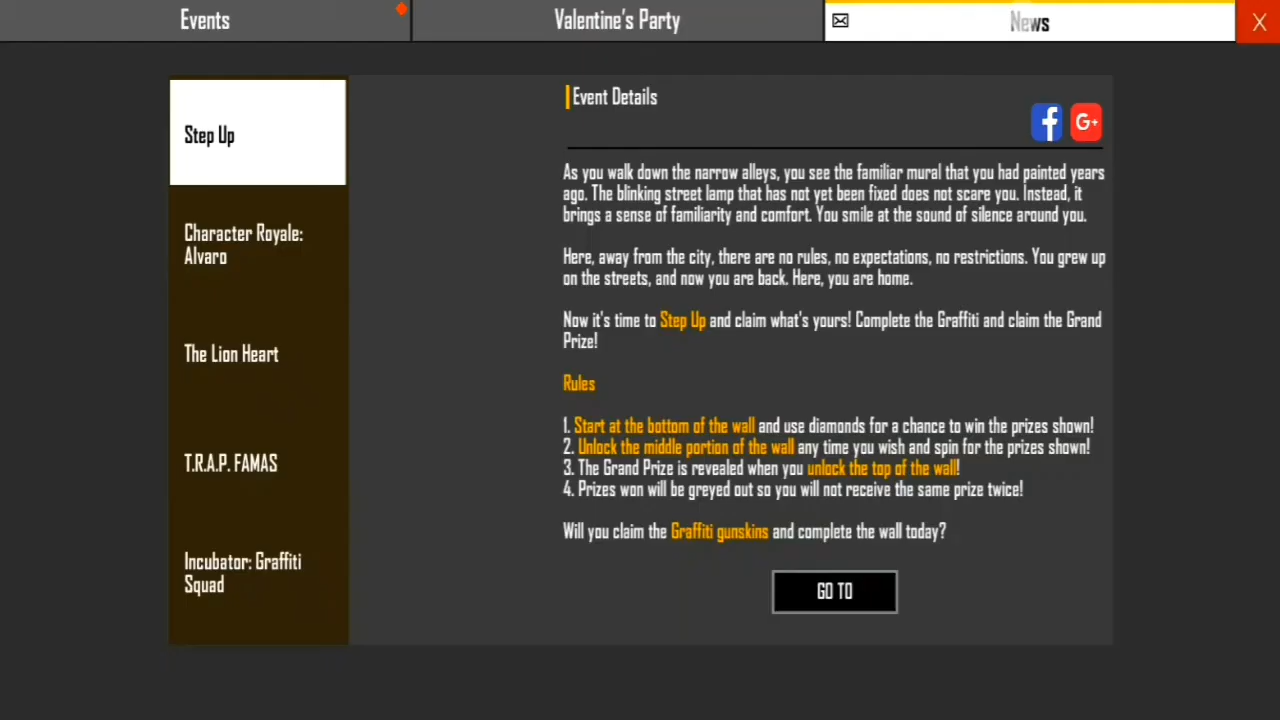 Events
Valentine's Party
News
X
Step Up
Character Royale:
Alvaro
The Lion Heart
T.R.A.P. FAMAS
Incubator: Graffiti
Squad
Event Details
f
G+
As you walk down the narrow alleys, you see the familiar mural that you had painted years
ago. The blinking street lamp that has not yet been fixed does not scare you. Instead, it
brings a sense of familiarity and comfort. You smile at the sound of silence around you.
Here, away from the city, there are no rules, no expectations, no restrictions. You grew up
on the streets, and now you are back. Here, you are home.
Now it's time to Step Up and claim what's yours! Complete the Graffiti and claim the Grand
Prize!
Rules
1. Start at the bottom of the wall and use diamonds for a chance to win the prizes shown!
2. Unlock the middle portion of the wall any time you wish and spin for the prizes shown!
3. The Grand Prize is revealed when you unlock the top of the wall!
4. Prizes won will be greyed out so you will not receive the same prize twice!
Will you claim the Graffiti gunskins and complete the wall today?
GO TO